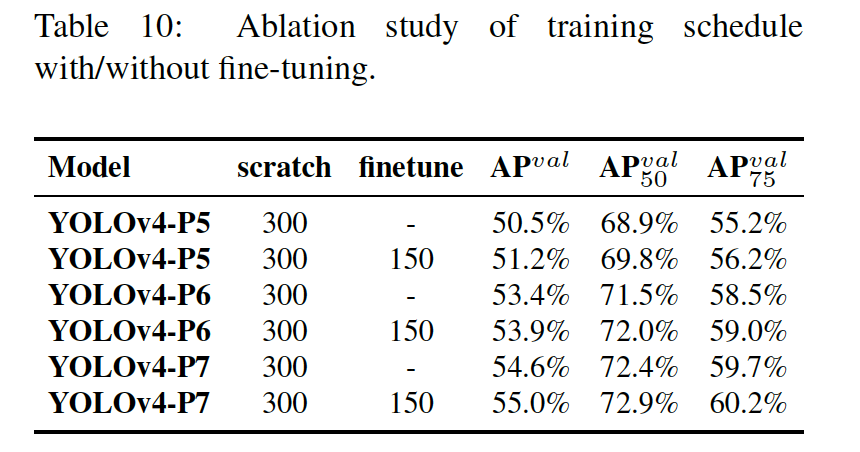 Table 10: Ablation study of training schedule
with/without fine-tuning.
Model scratch finetune AP^{val} AP^{val}_{50} AP^{val}_{75}
YOLOv4-P5 300 - 50.5% 68.9% 55.2%
YOLOv4-P5 300 150 51.2% 69.8% 56.2%
YOLOv4-P6 300 - 53.4% 71.5% 58.5%
YOLOv4-P6 300 150 53.9% 72.0% 59.0%
YOLOv4-P7 300 - 54.6% 72.4% 59.7%
YOLOv4-P7 300 150 55.0% 72.9% 60.2%